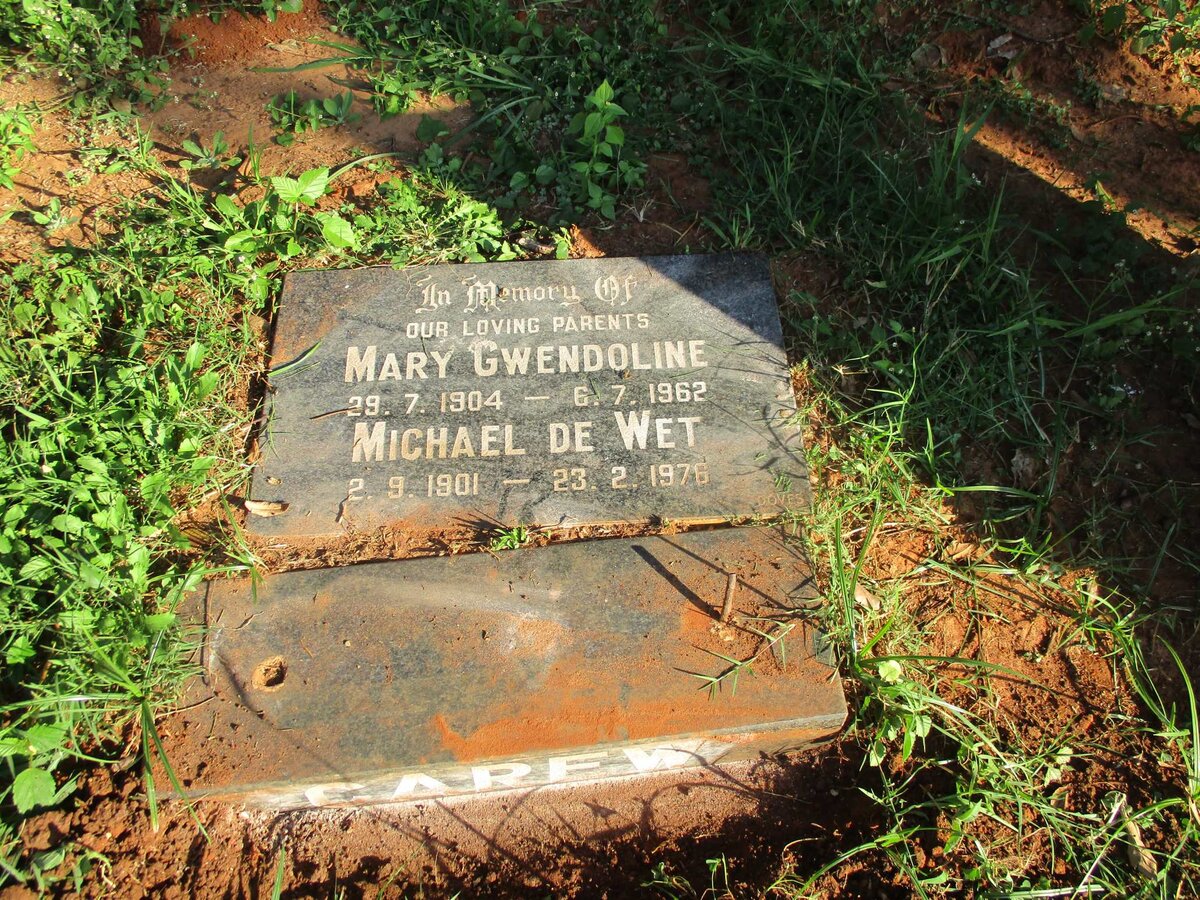 In Memory Of
OUR LOVING PARENTS
MARY GWENDOLINE
29. 7. 1904 — 6. 7. 1962
MICHAEL DE WET
2. 9. 1901 — 23. 2. 1976
DOVES
CAREW